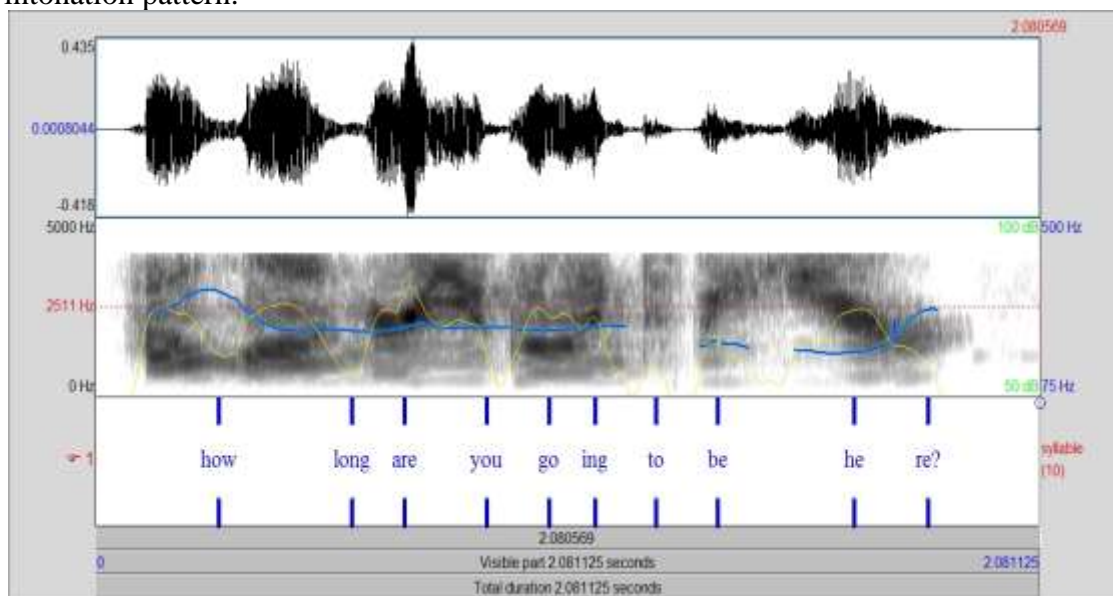 intonation pattern.
2.080569
0.435
0.0008044
-0.418
5000 Hz
100 dB 500 Hz
2511 Hz
0 Hz
50 dB 75 Hz
1
how long are you go ing to be he re?
syllable
(10)
2.080569
0 Visible part 2.081125 seconds 2.081125
Total duration 2.081125 seconds